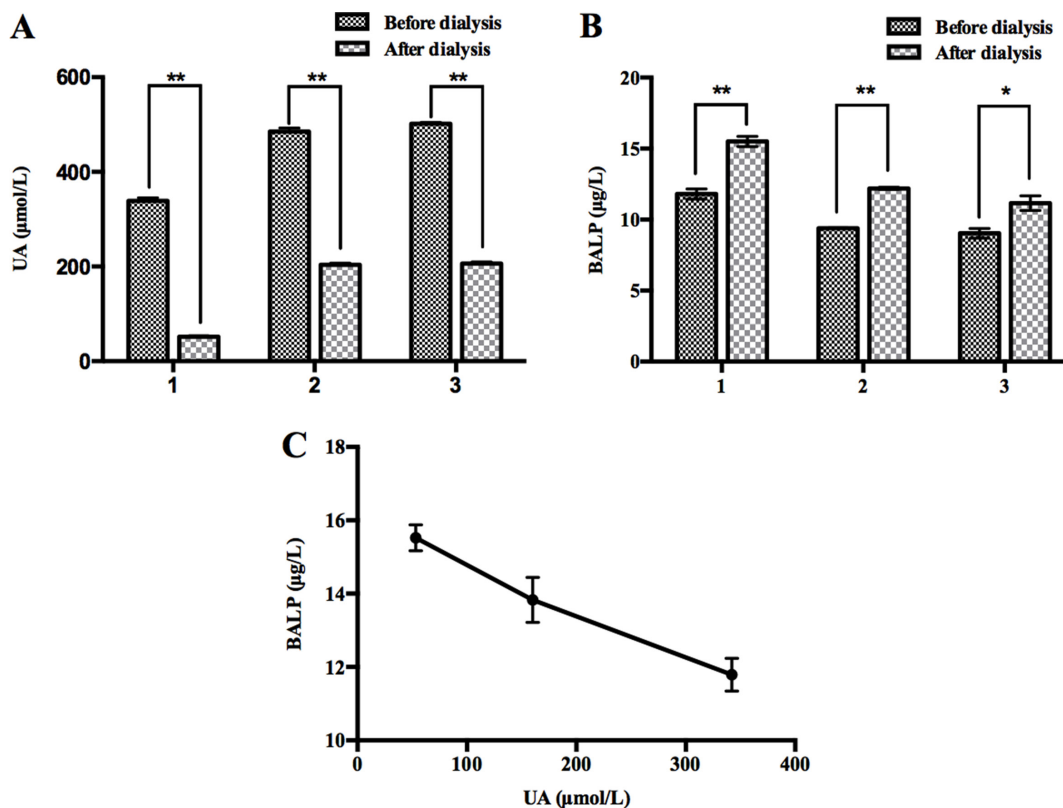 A
Before dialysis
After dialysis
UA (µmol/L)
600
400
200
0
**
**
**
1 2 3
B
Before dialysis
After dialysis
BALP (µg/L)
20
15
10
5
0
**
**
*
1 2 3
C
BALP (µg/L)
18
16
14
12
10
0 100 200 300 400
UA (µmol/L)